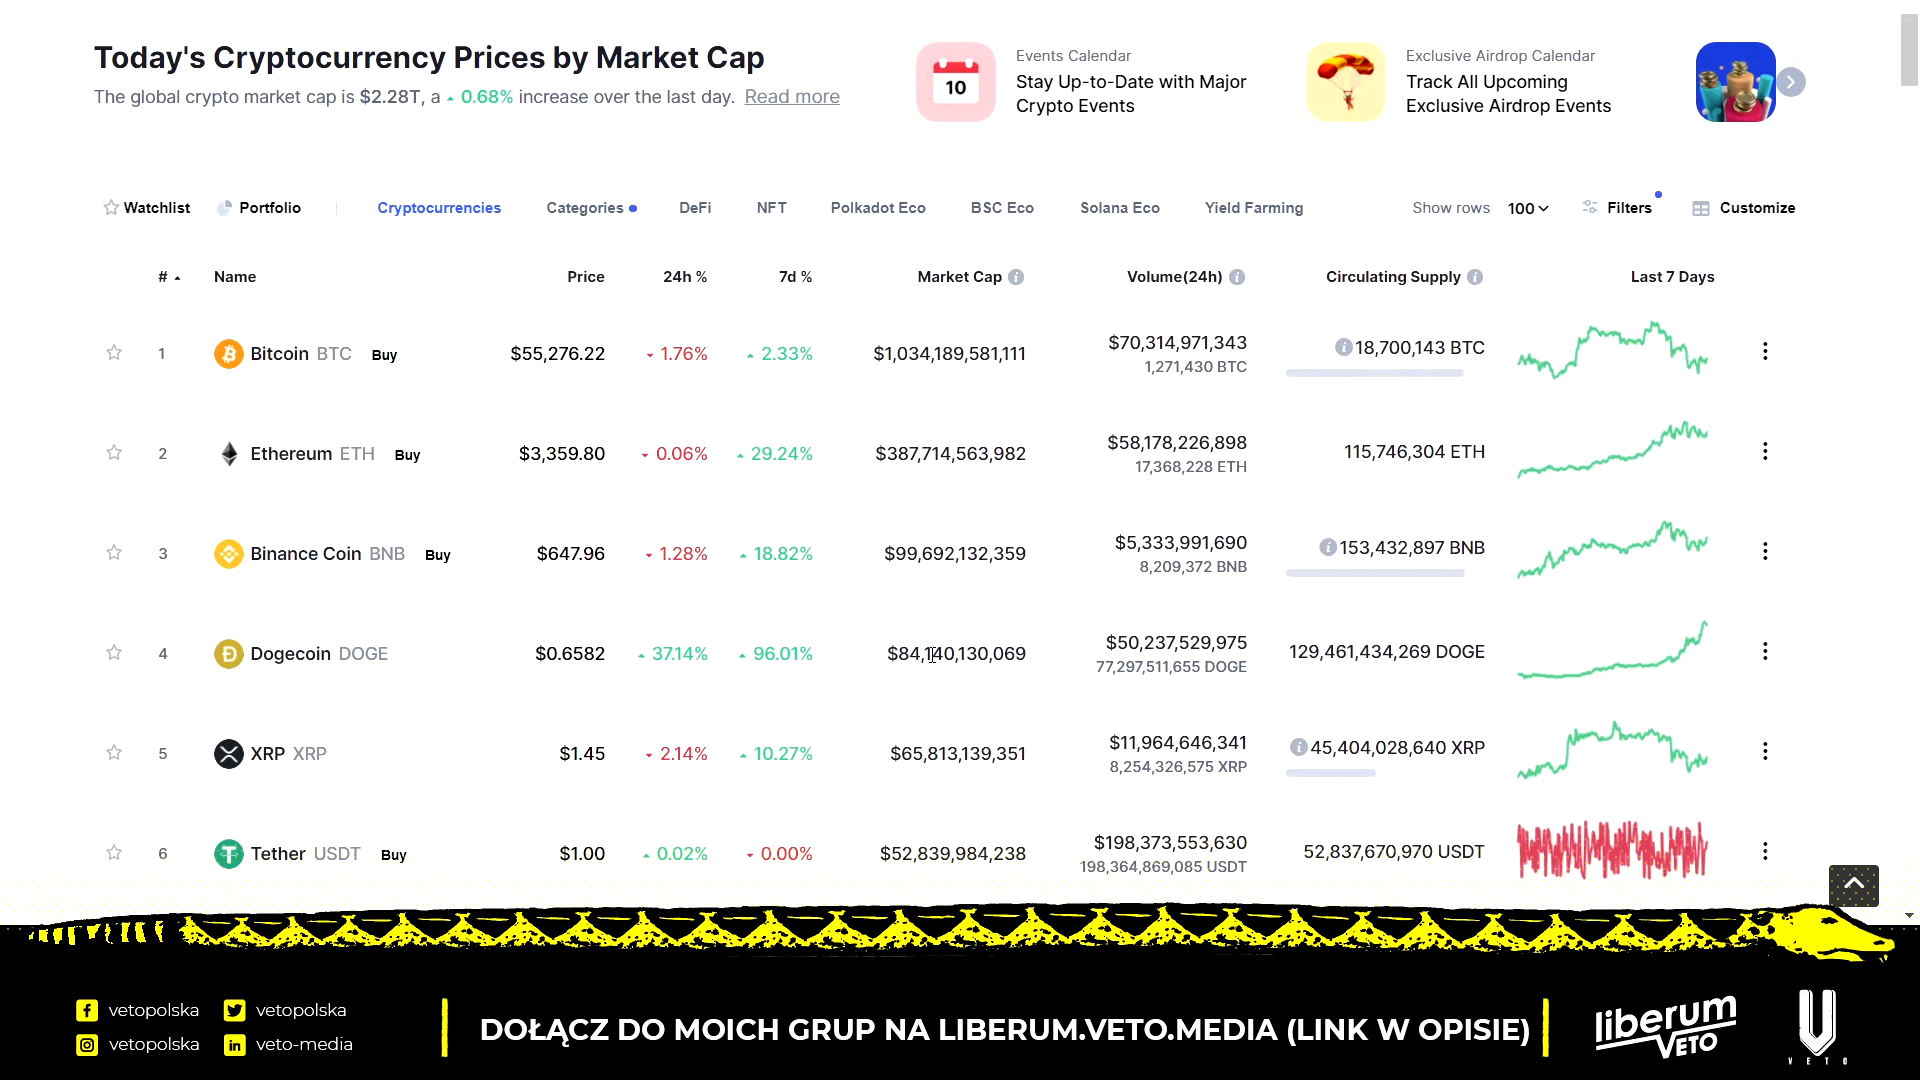 Today's Cryptocurrency Prices by Market Cap
The global crypto market cap is $2.28T, a 0.68% increase over the last day. Read more
10
Events Calendar
Stay Up-to-Date with Major
Crypto Events
Exclusive Airdrop Calendar
Track All Upcoming
Exclusive Airdrop Events
Watchlist Portfolio Cryptocurrencies Categories DeFi NFT Polkadot Eco BSC Eco Solana Eco Yield Farming Show rows 100 Filters Customize
# Name Price 24h % 7d % Market Cap Volume(24h) Circulating Supply Last 7 Days
1 Bitcoin BTC Buy $55,276.22 1.76% 2.33% $1,034,189,581,111 $70,314,971,343 18,700,143 BTC
1,271,430 BTC
2 Ethereum ETH Buy $3,359.80 0.06% 29.24% $387,714,563,982 $58,178,226,898 115,746,304 ETH
17,368,228 ETH
3 Binance Coin BNB Buy $647.96 1.28% 18.82% $99,692,132,359 $5,333,991,690 153,432,897 BNB
8,209,372 BNB
4 Dogecoin DOGE $0.6582 37.14% 96.01% $84,140,130,069 $50,237,529,975 129,461,434,269 DOGE
77,297,511,655 DOGE
5 XRP XRP $1.45 2.14% 10.27% $65,813,139,351 $11,964,646,341 45,404,028,640 XRP
8,254,326,575 XRP
6 Tether USDT Buy $1.00 0.02% 0.00% $52,839,984,238 $198,373,553,630 52,837,670,970 USDT
198,364,869,085 USDT
vetopolska vetopolska
vetopolska veto-media
DOŁĄCZ DO MOICH GRUP NA LIBERUM.VETO.MEDIA (LINK W OPISIE)
liberum
VETO
VETO